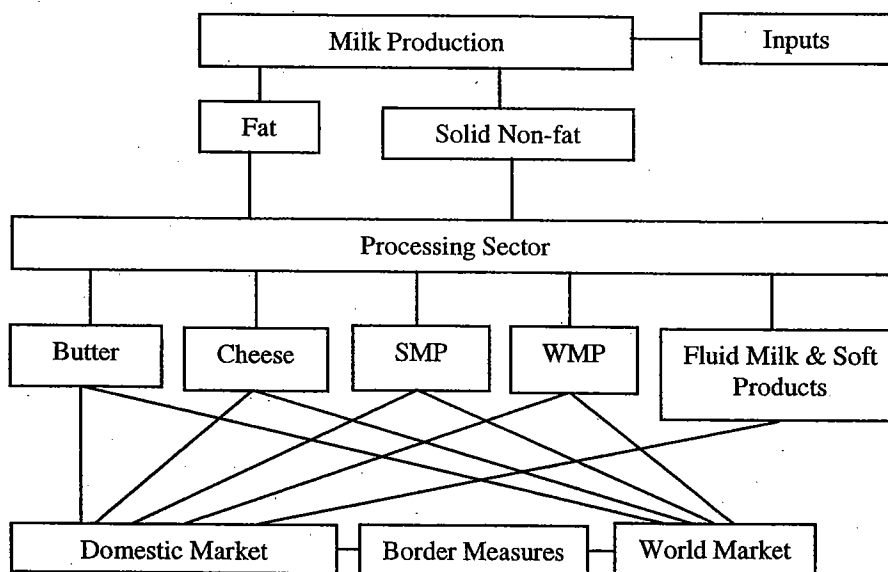 Milk Production
Inputs
Fat
Solid Non-fat
Processing Sector
Butter
Cheese
SMP
WMP
Fluid Milk & Soft
Products
Domestic Market
Border Measures
World Market